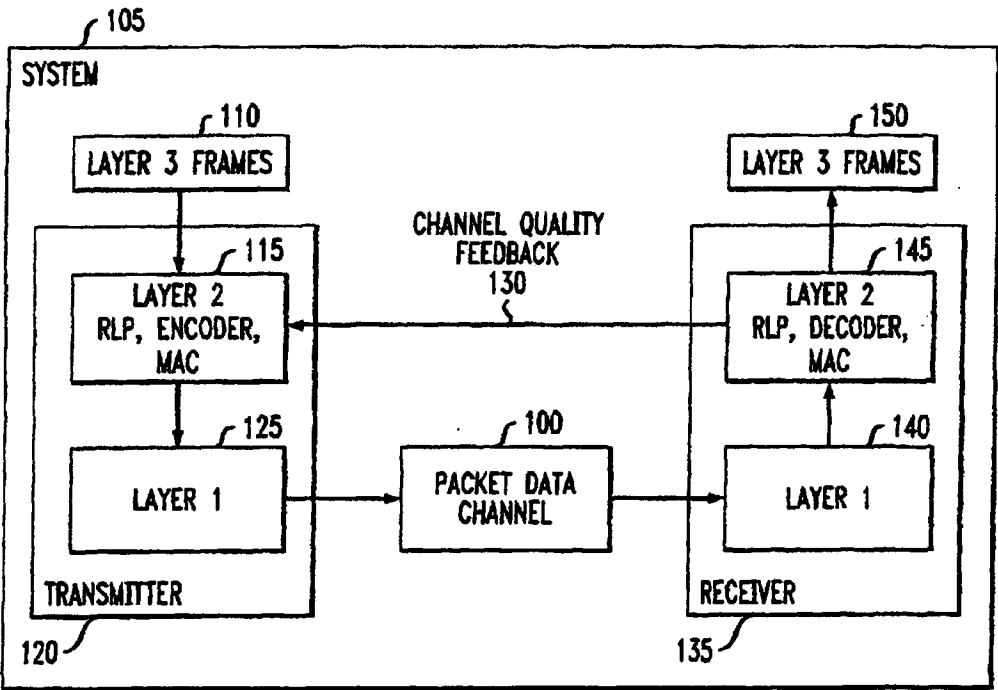 105
SYSTEM
110
LAYER 3 FRAMES
150
LAYER 3 FRAMES
CHANNEL QUALITY
FEEDBACK
130
115
LAYER 2
RLP, ENCODER,
MAC
145
LAYER 2
RLP, DECODER,
MAC
125
LAYER 1
100
PACKET DATA
CHANNEL
140
LAYER 1
TRANSMITTER
120
RECEIVER
135